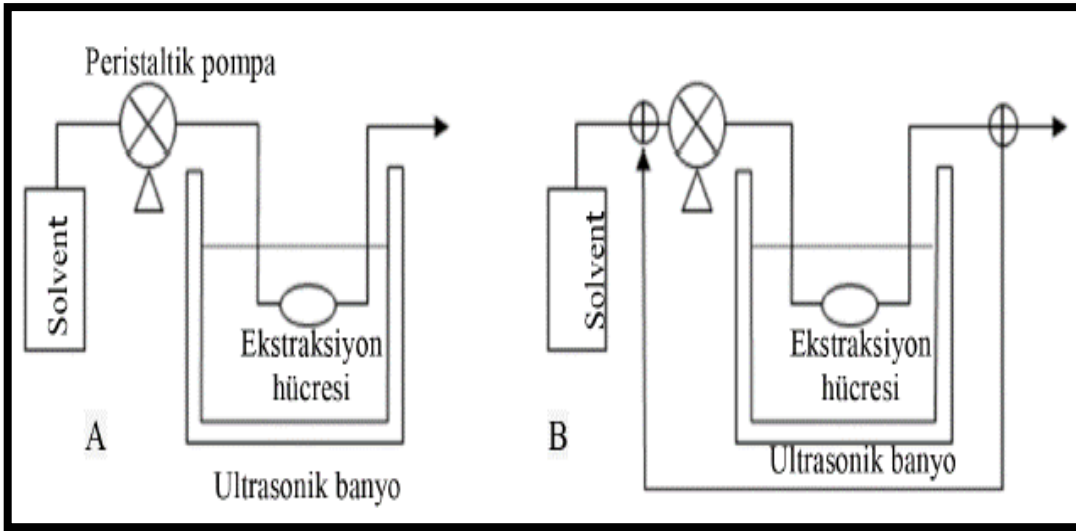 Peristaltik pompa
Solvent
Ekstraksiyon
hücresi
A
Ultrasonik banyo
Solvent
Ekstraksiyon
hücresi
B
Ultrasonik banyo